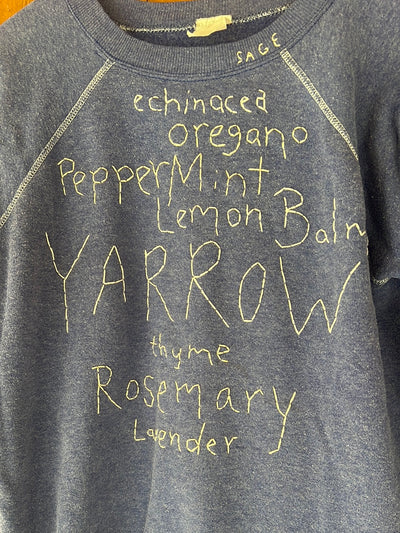 SAGE
echinacea
oregano
PepperMint
Lemon Balm
YARROW
thyme
Rosemary
Lavender